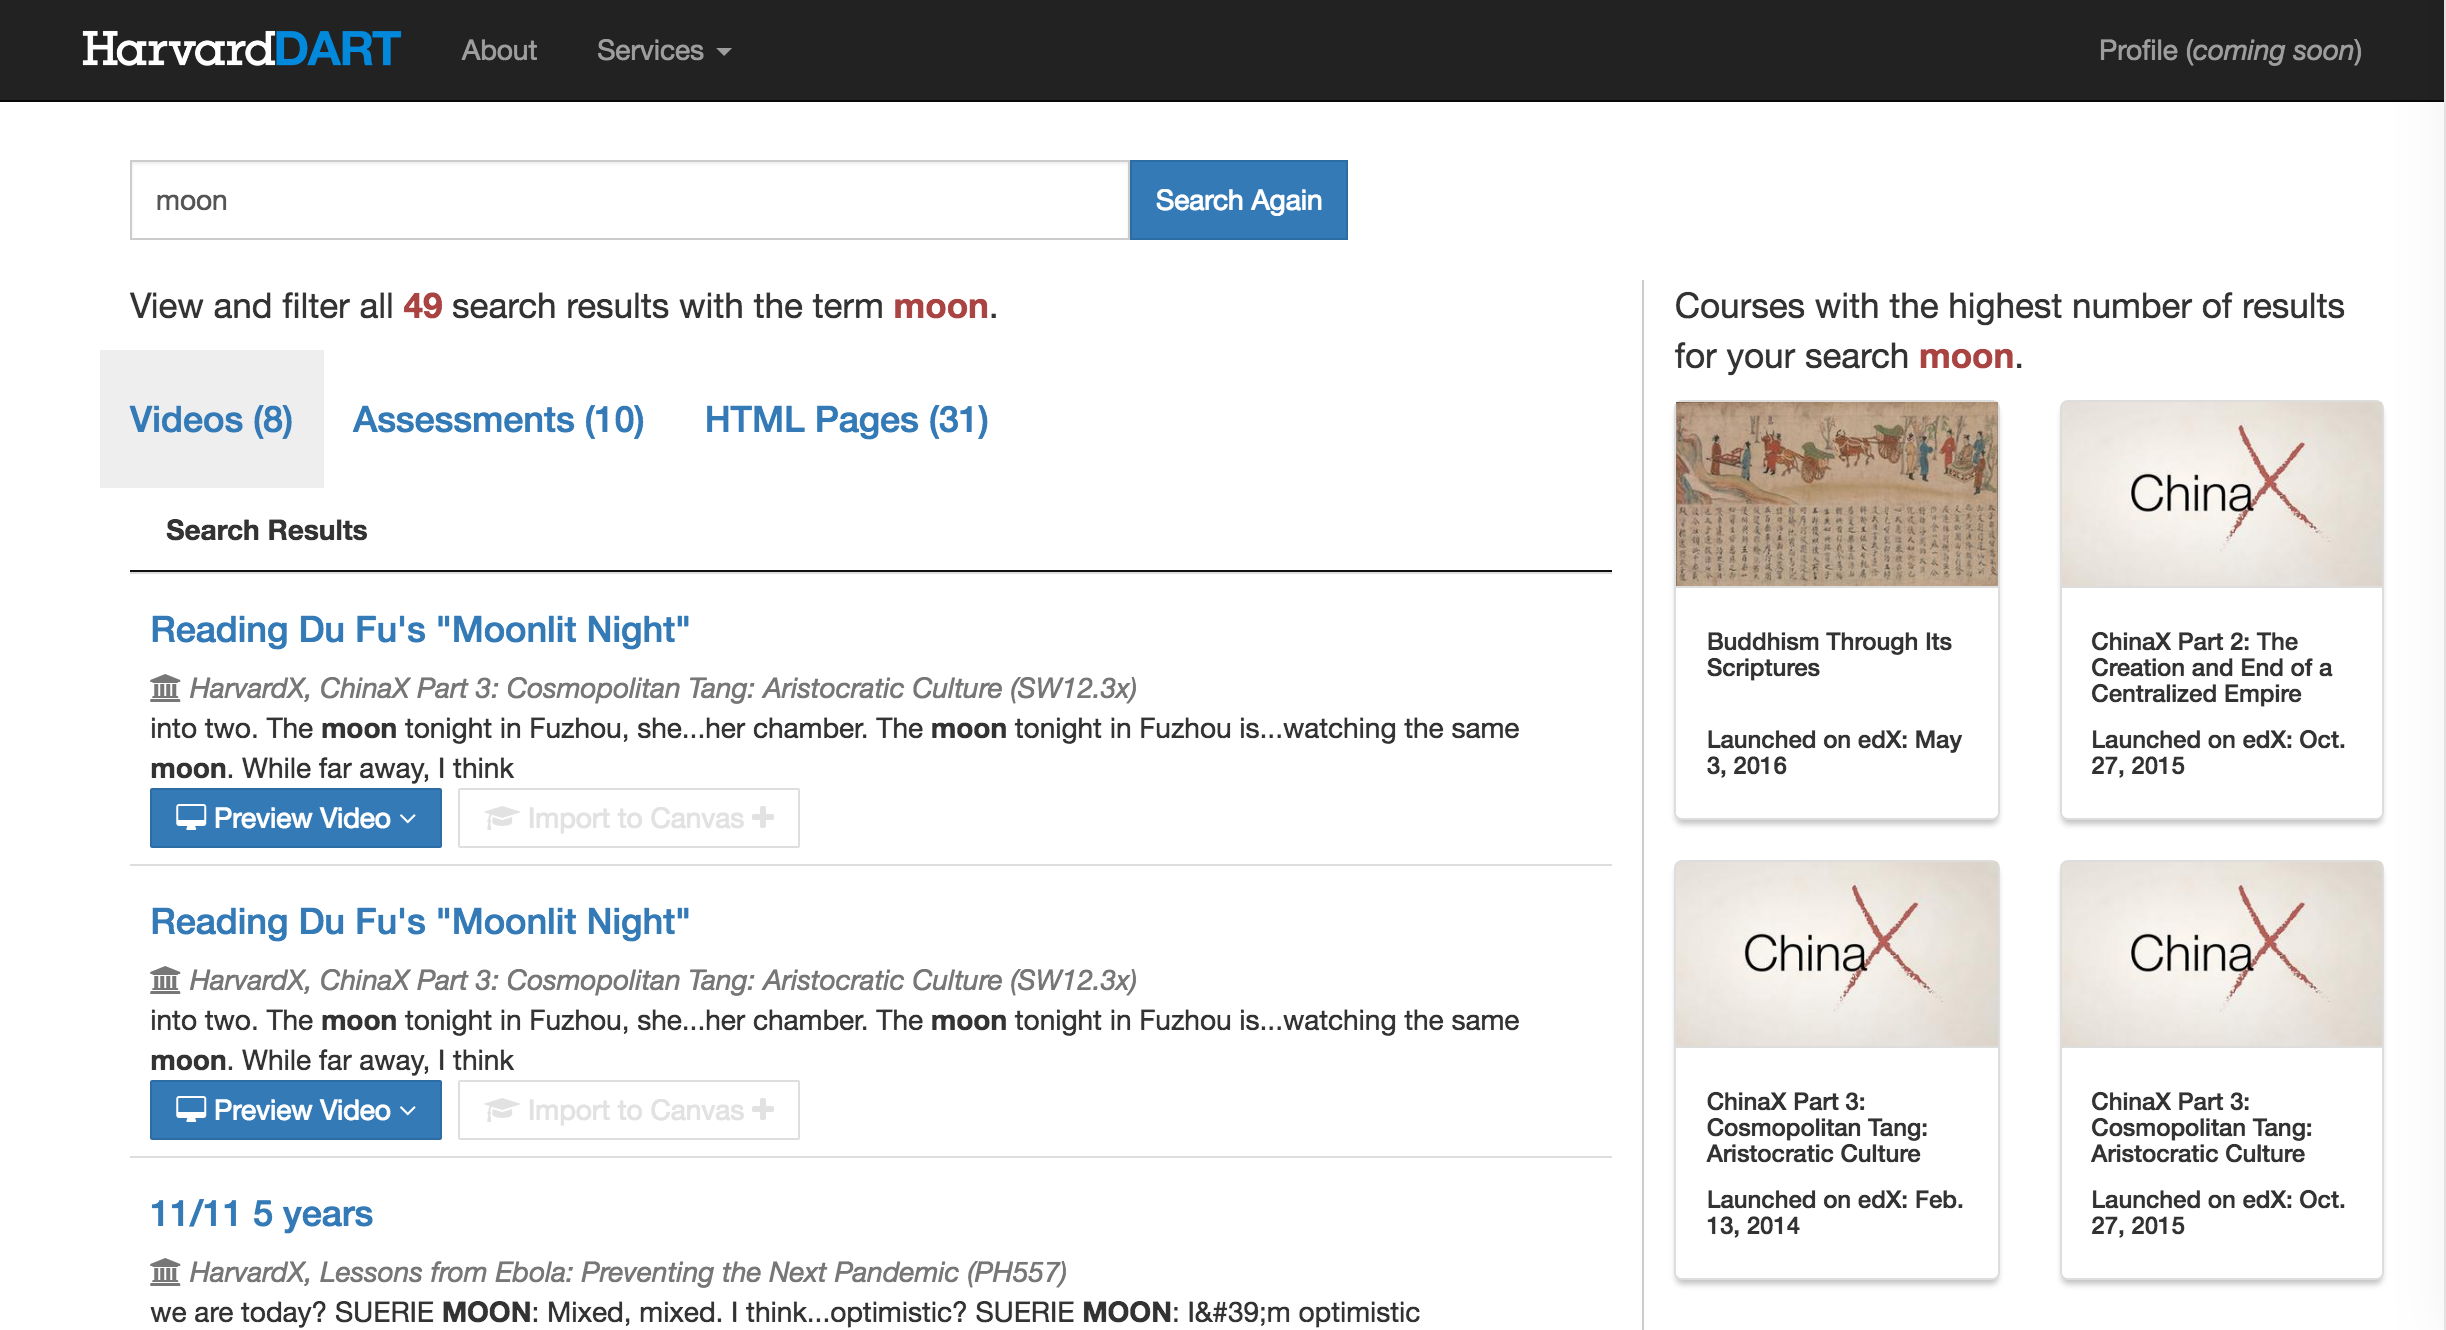 HarvardDART About Services Profile (coming soon)
moon Search Again
View and filter all 49 search results with the term moon.
Videos (8) Assessments (10) HTML Pages (31)
Search Results
Reading Du Fu's "Moonlit Night"
HarvardX, ChinaX Part 3: Cosmopolitan Tang: Aristocratic Culture (SW12.3x)
into two. The moon tonight in Fuzhou, she...her chamber. The moon tonight in Fuzhou is...watching the same
moon. While far away, I think
Preview Video Import to Canvas
Reading Du Fu's "Moonlit Night"
HarvardX, ChinaX Part 3: Cosmopolitan Tang: Aristocratic Culture (SW12.3x)
into two. The moon tonight in Fuzhou, she...her chamber. The moon tonight in Fuzhou is...watching the same
moon. While far away, I think
Preview Video Import to Canvas
11/11 5 years
HarvardX, Lessons from Ebola: Preventing the Next Pandemic (PH557)
we are today? SUERIE MOON: Mixed, mixed. I think...optimistic? SUERIE MOON: I&#39;m optimistic
Courses with the highest number of results
for your search moon.
Buddhism Through Its
Scriptures
Launched on edX: May
3, 2016
ChinaX
ChinaX Part 2: The
Creation and End of a
Centralized Empire
Launched on edX: Oct.
27, 2015
ChinaX
ChinaX Part 3:
Cosmopolitan Tang:
Aristocratic Culture
Launched on edX: Feb.
13, 2014
ChinaX
ChinaX Part 3:
Cosmopolitan Tang:
Aristocratic Culture
Launched on edX: Oct.
27, 2015